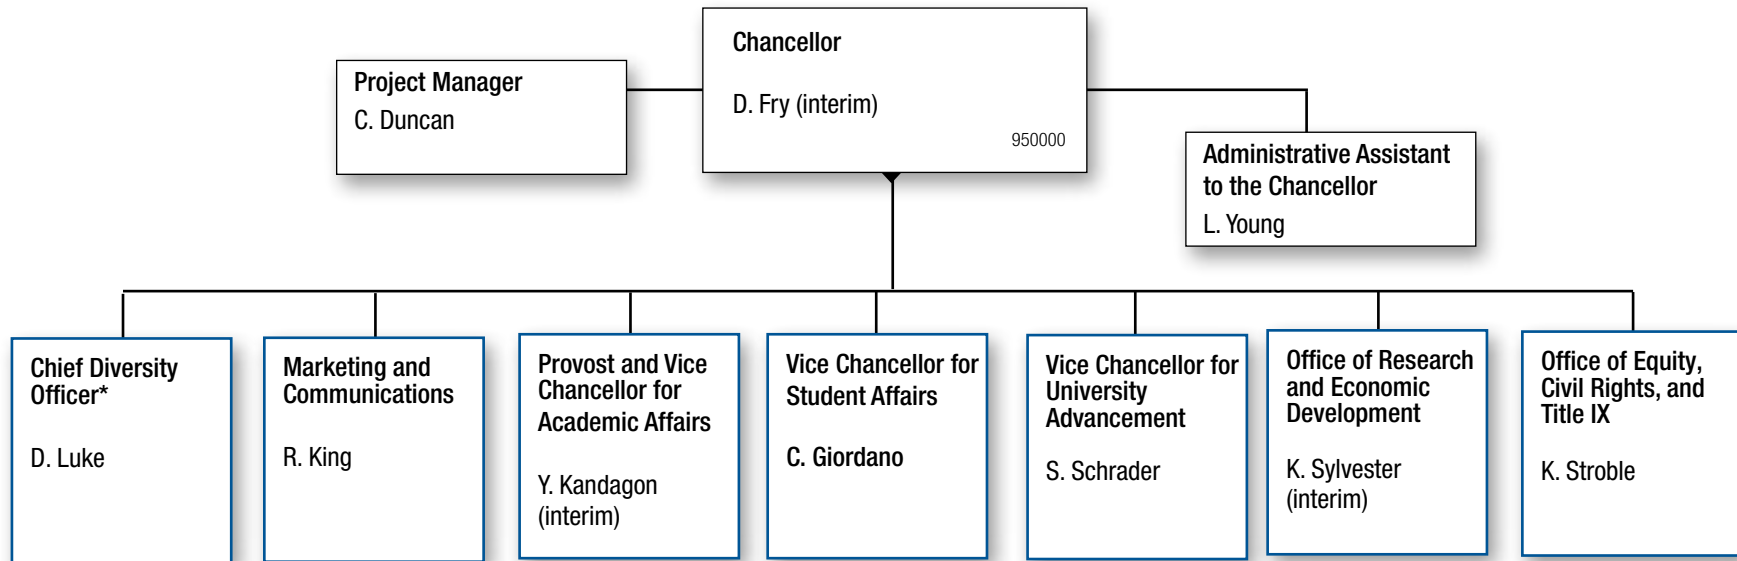 Chancellor
D. Fry (interim)
950000
Project Manager
C. Duncan
Administrative Assistant
to the Chancellor
L. Young
Chief Diversity
Officer*
D. Luke
Marketing and
Communications
R. King
Provost and Vice
Chancellor for
Academic Affairs
Y. Kandagon
(interim)
Vice Chancellor for
Student Affairs
C. Giordano
Vice Chancellor for
University
Advancement
S. Schrader
Office of Research
and Economic
Development
K. Sylvester
(interim)
Office of Equity,
Civil Rights, and
Title IX
K. Stroble